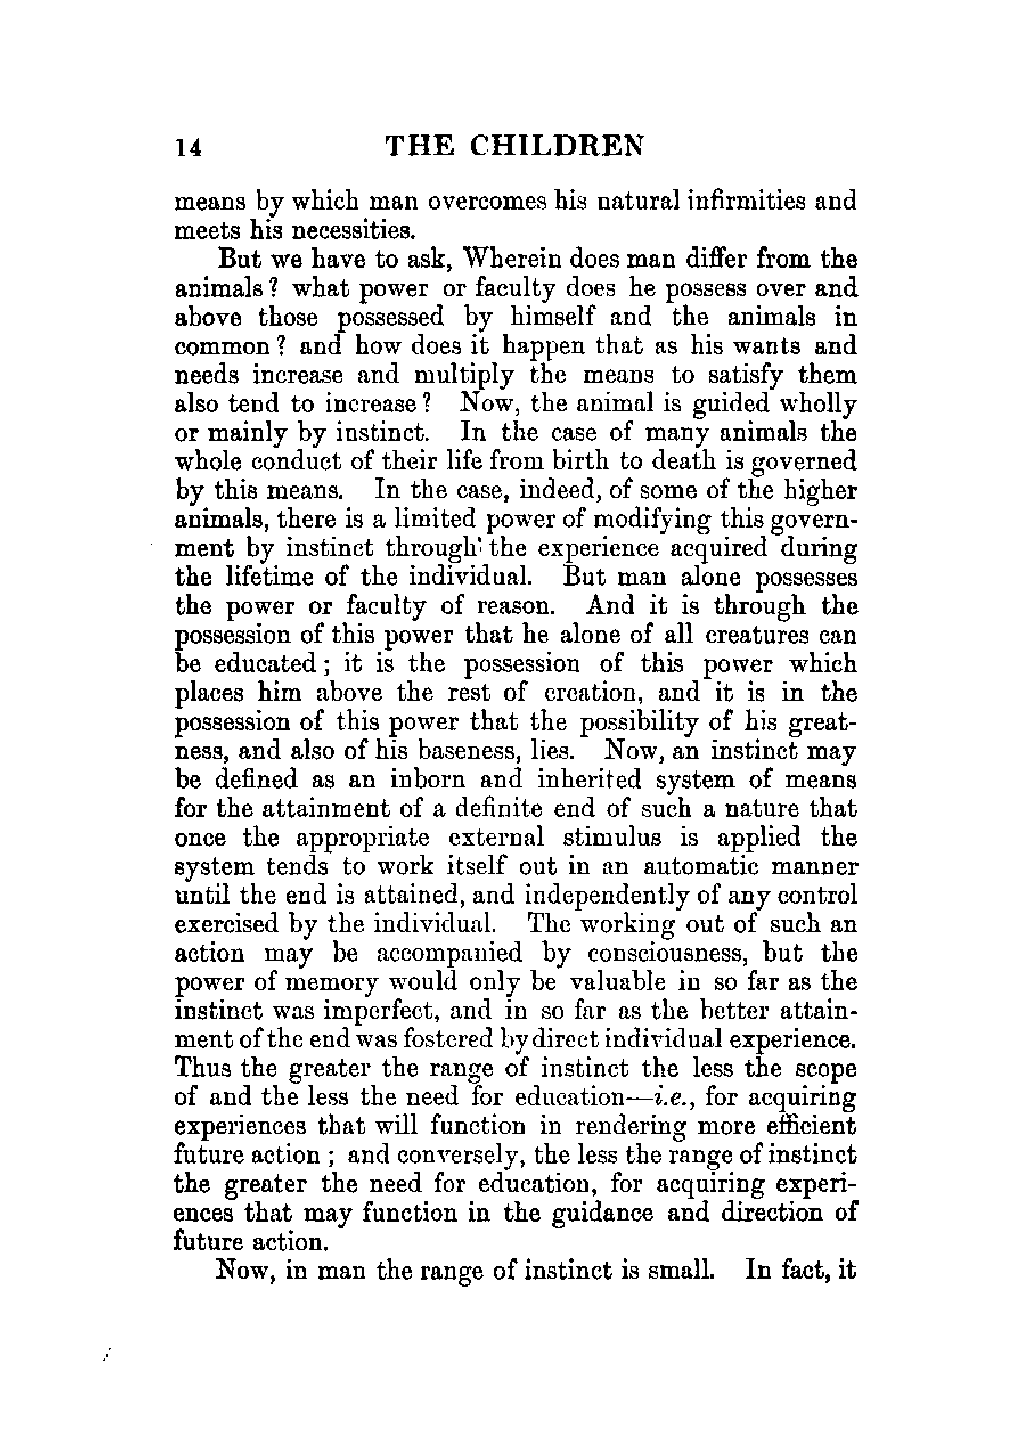 14 THE CHILDREN
means by which man overcomes his natural infirmities and
meets his necessities.
But we have to ask, Wherein does man differ from the
animals? what power or faculty does he possess over and
above those possessed by himself and the animals in
common? and how does it happen that as his wants and
needs increase and multiply the means to satisfy them
also tend to increase? Now, the animal is guided wholly
or mainly by instinct. In the case of many animals the
whole conduct of their life from birth to death is governed
by this means. In the case, indeed, of some of the higher
animals, there is a limited power of modifying this govern-
ment by instinct through the experience acquired during
the lifetime of the individual. But man alone possesses
the power or faculty of reason. And it is through the
possession of this power that he alone of all creatures can
be educated; it is the possession of this power which
places him above the rest of creation, and it is in the
possession of this power that the possibility of his great-
ness, and also of his baseness, lies. Now, an instinct may
be defined as an inborn and inherited system of means
for the attainment of a definite end of such a nature that
once the appropriate external stimulus is applied the
system tends to work itself out in an automatic manner
until the end is attained, and independently of any control
exercised by the individual. The working out of such an
action may be accompanied by consciousness, but the
power of memory would only be valuable in so far as the
instinct was imperfect, and in so far as the better attain-
ment of the end was fostered by direct individual experience.
Thus the greater the range of instinct the less the scope
of and the less the need for education—i.e., for acquiring
experiences that will function in rendering more efficient
future action; and conversely, the less the range of instinct
the greater the need for education, for acquiring experi-
ences that may function in the guidance and direction of
future action.
Now, in man the range of instinct is small. In fact, it